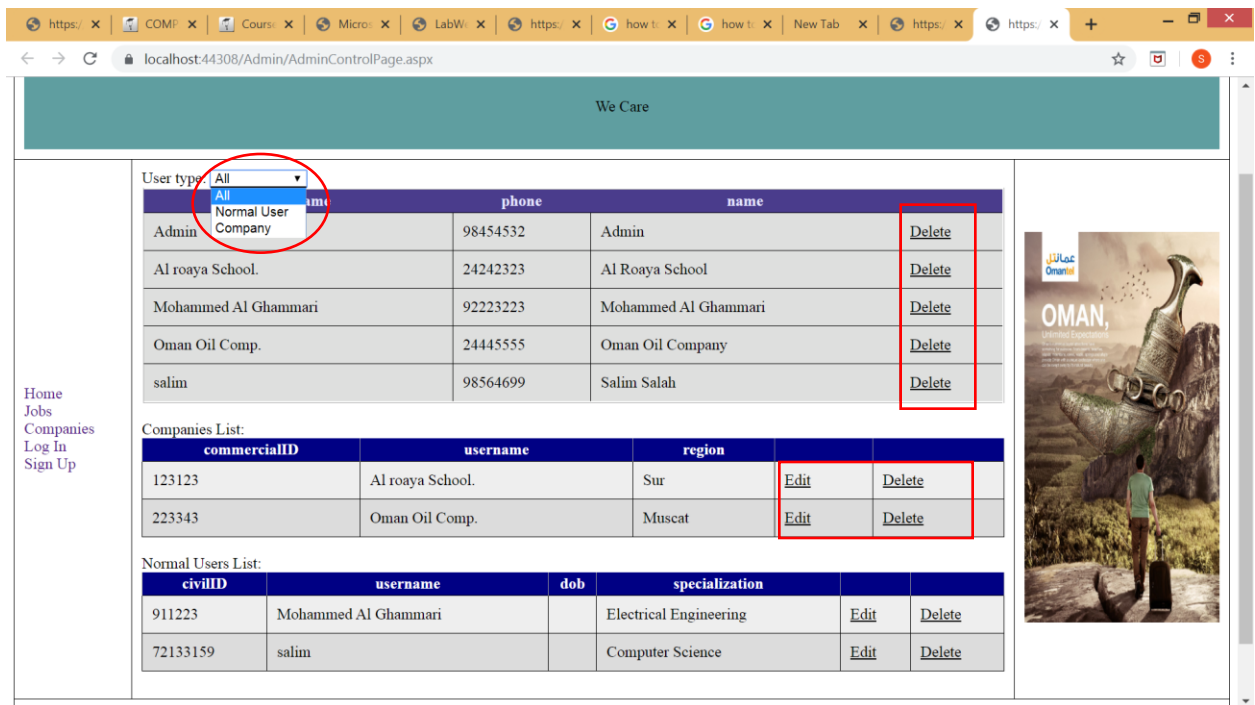 https:/ COMP Course Micros LabWo https:/ how to how to New Tab https:/ https:/
localhost:44308/Admin/AdminControlPage.aspx S
We Care
User type: All
All
Normal User
Company
ame phone name
Admin 98454532 Admin Delete
Al roaya School. 24242323 Al Roaya School Delete
Mohammed Al Ghammari 92223223 Mohammed Al Ghammari Delete
Oman Oil Comp. 24445555 Oman Oil Company Delete
salim 98564699 Salim Salah Delete
Home
Jobs
Companies
Log In
Sign Up
Companies List:
commercialID username region
123123 Al roaya School. Sur Edit Delete
223343 Oman Oil Comp. Muscat Edit Delete
Normal Users List:
civilID username dob specialization
911223 Mohammed Al Ghammari Electrical Engineering Edit Delete
72133159 salim Computer Science Edit Delete
عمانتل
Omantel
OMAN,
Unlimited Expectations